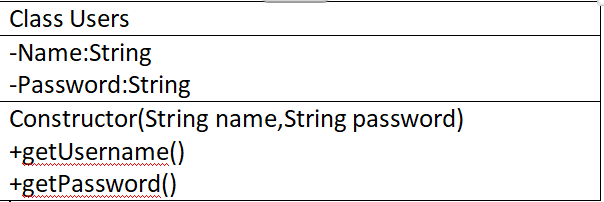 Class Users
-Name:String
-Password:String
Constructor(String name,String password)
+getUsername()
+getPassword()